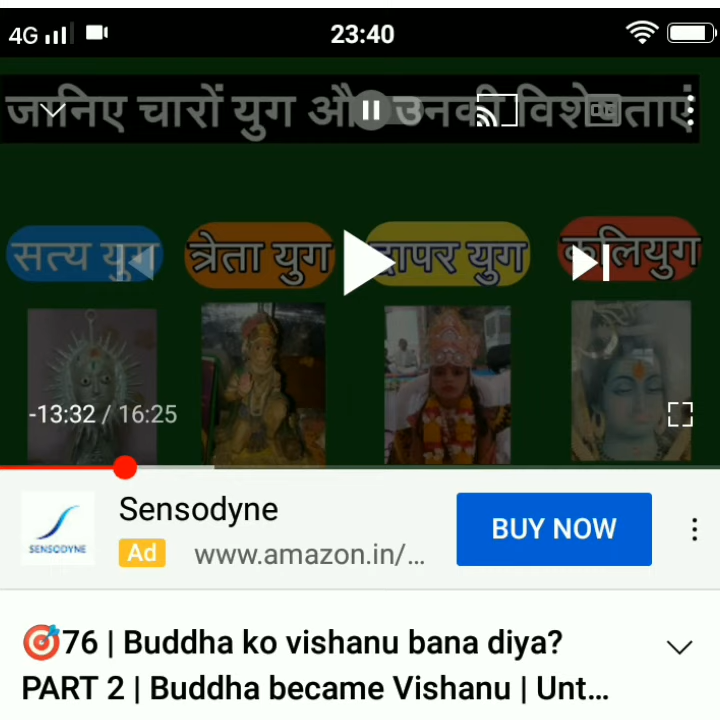 4G 23:40
जानिए चारों युग और उनकी विशेषताएं
सत्य युग त्रेता युग द्वापर युग कलियुग
-13:32 / 16:25
Sensodyne
SENSODYNE
Ad www.amazon.in/...
BUY NOW
🎯76 | Buddha ko vishanu bana diya?
PART 2 | Buddha became Vishanu | Unt...